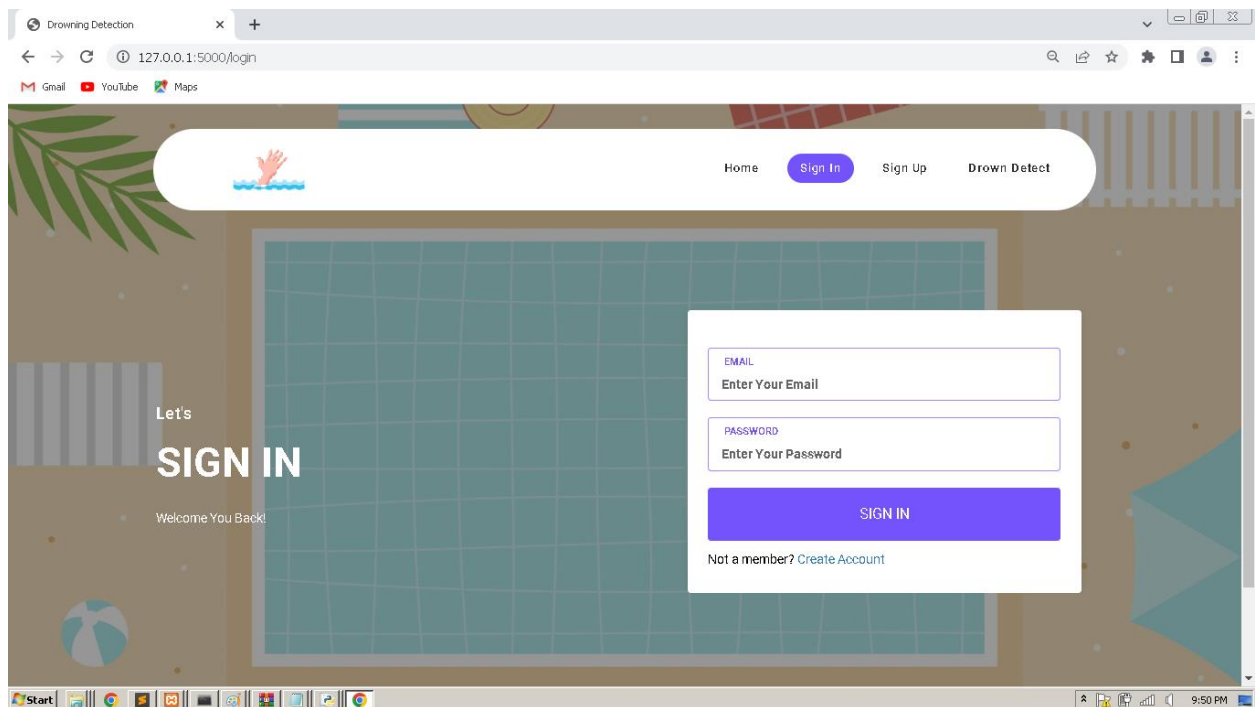 Drowning Detection
127.0.0.1:5000/login
Gmail YouTube Maps
Home Sign In Sign Up Drown Detect
EMAIL
Enter Your Email
PASSWORD
Enter Your Password
Let's
SIGN IN
Welcome You Back!
SIGN IN
Not a member? Create Account
Start 9:50 PM